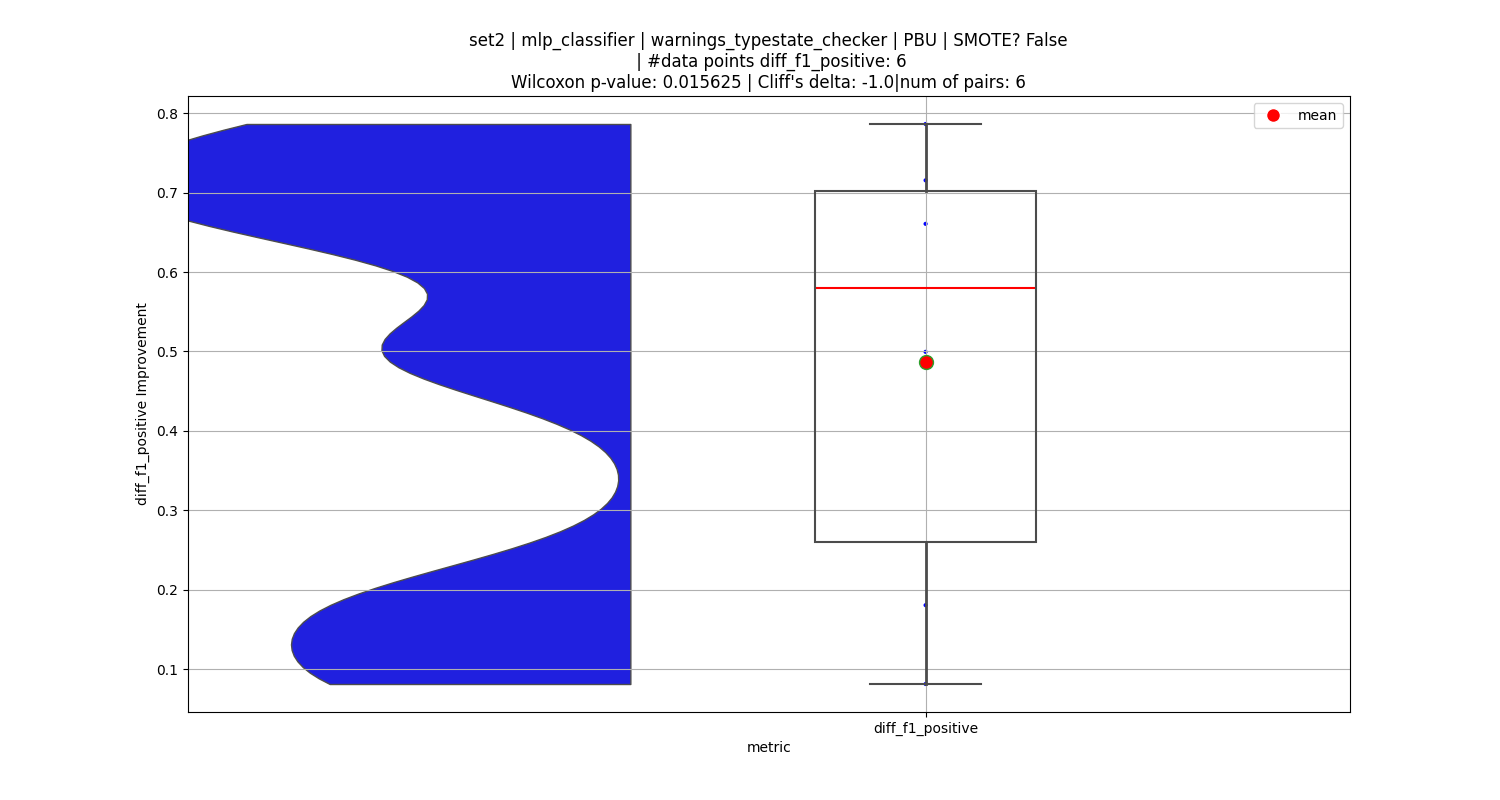 set2 | mlp_classifier | warnings_typestate_checker | PBU | SMOTE? False
| #data points diff_f1_positive: 6
Wilcoxon p-value: 0.015625 | Cliff's delta: -1.0|num of pairs: 6
mean
0.8
0.7
0.6
0.5
0.4
0.3
0.2
0.1
diff_f1_positive Improvement
diff_f1_positive
metric